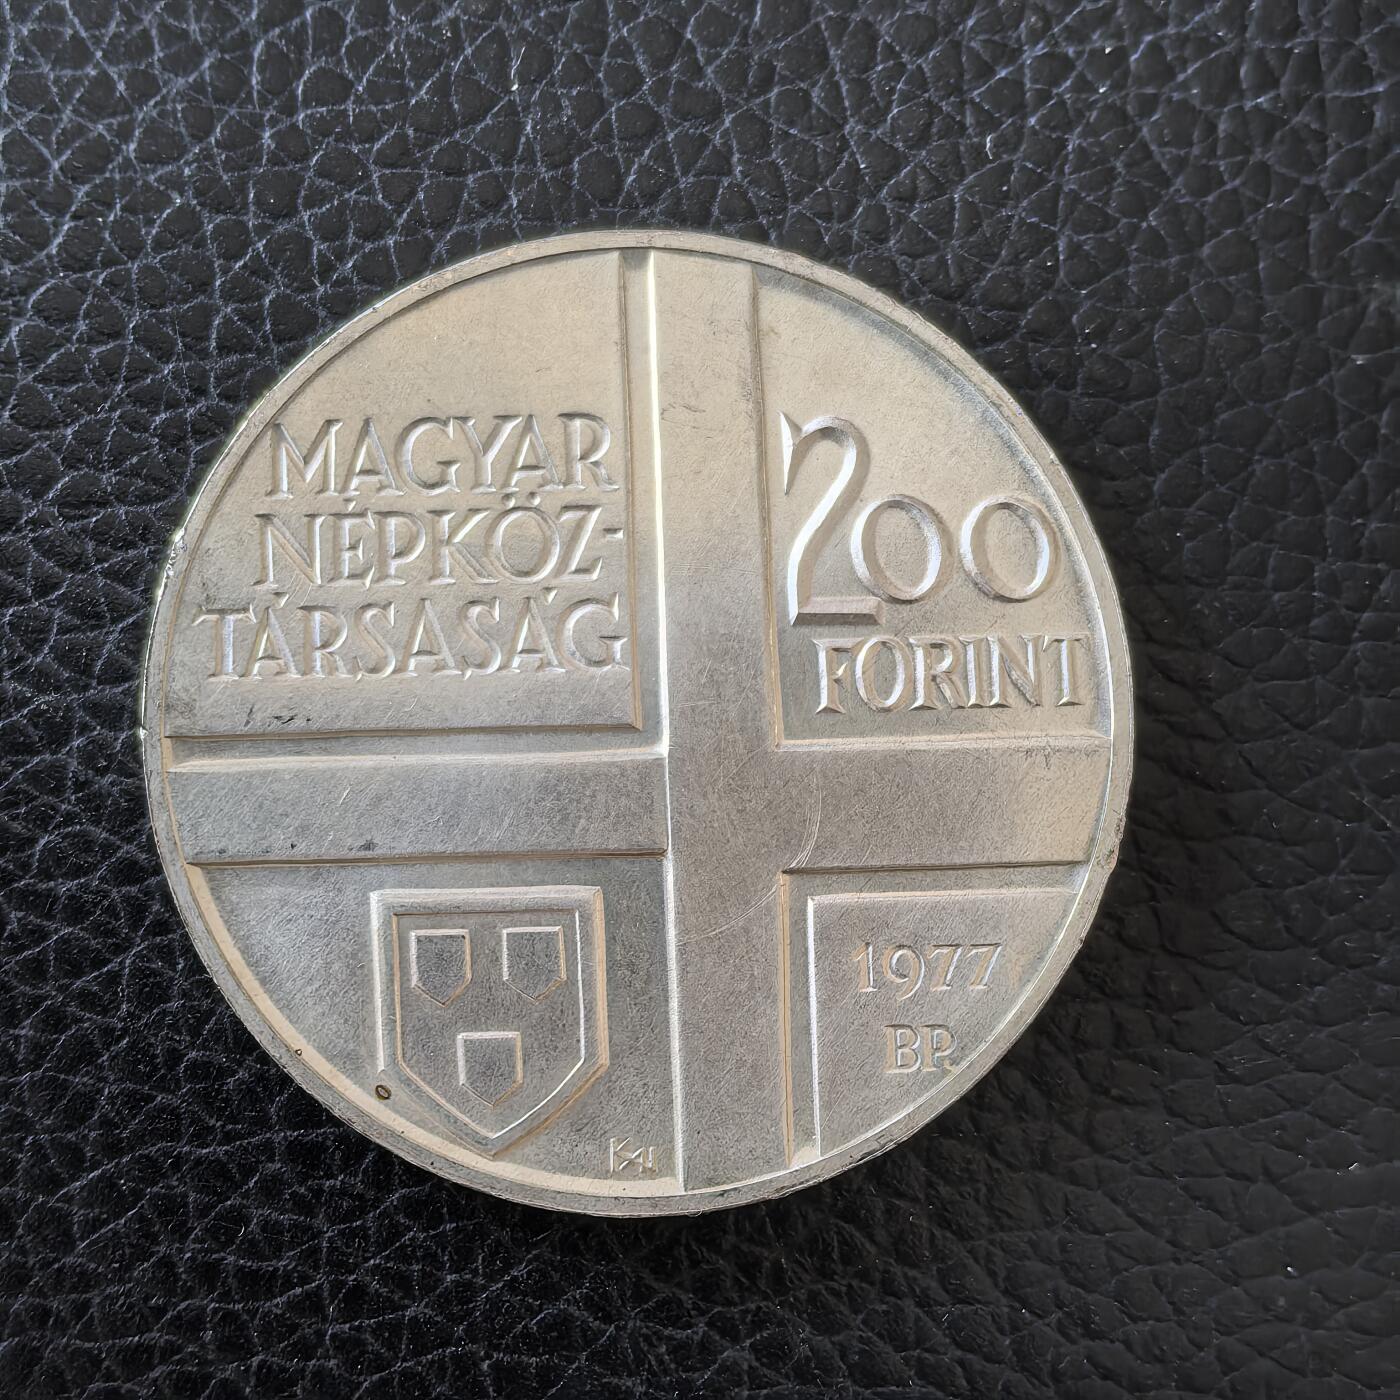 MAGYAR
NÉPKÖZ-
TÁRSASÁG
200
FORINT
1977
BP.